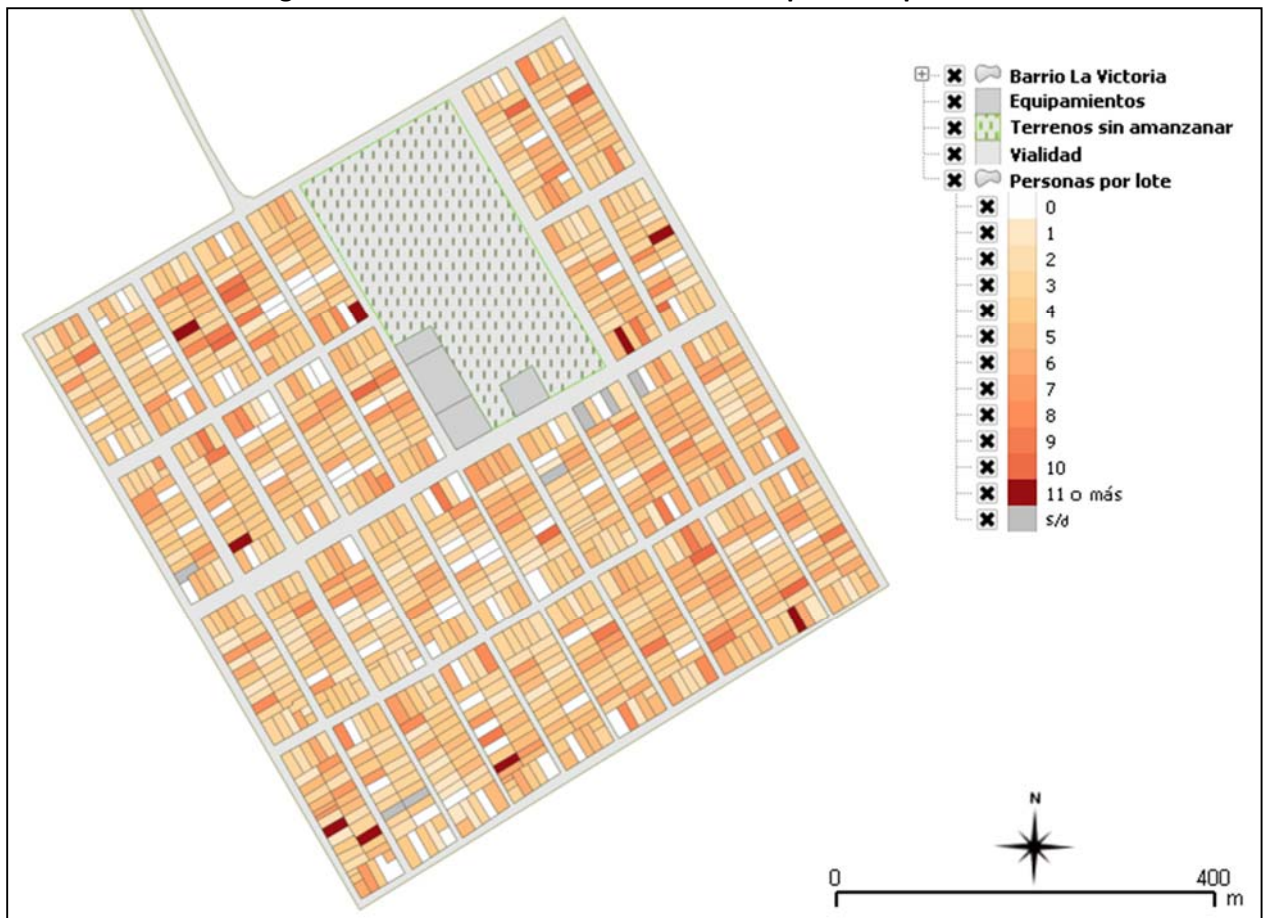 Barrio La Victoria
Equipamientos
Terrenos sin amanzanar
Vialidad
Personas por lote
0
1
2
3
4
5
6
7
8
9
10
11 o más
s/d
N
0
400
m